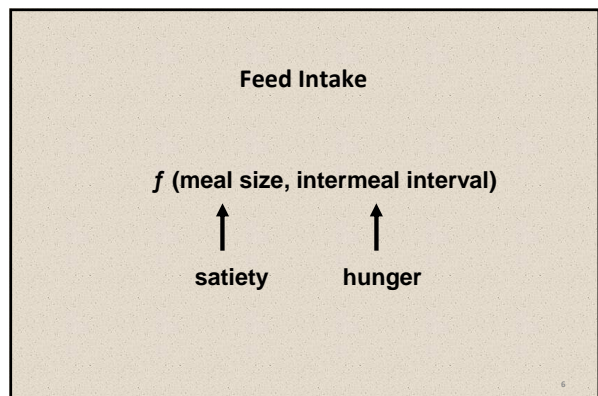 Feed Intake
ƒ (meal size, intermeal interval)
satiety hunger
6